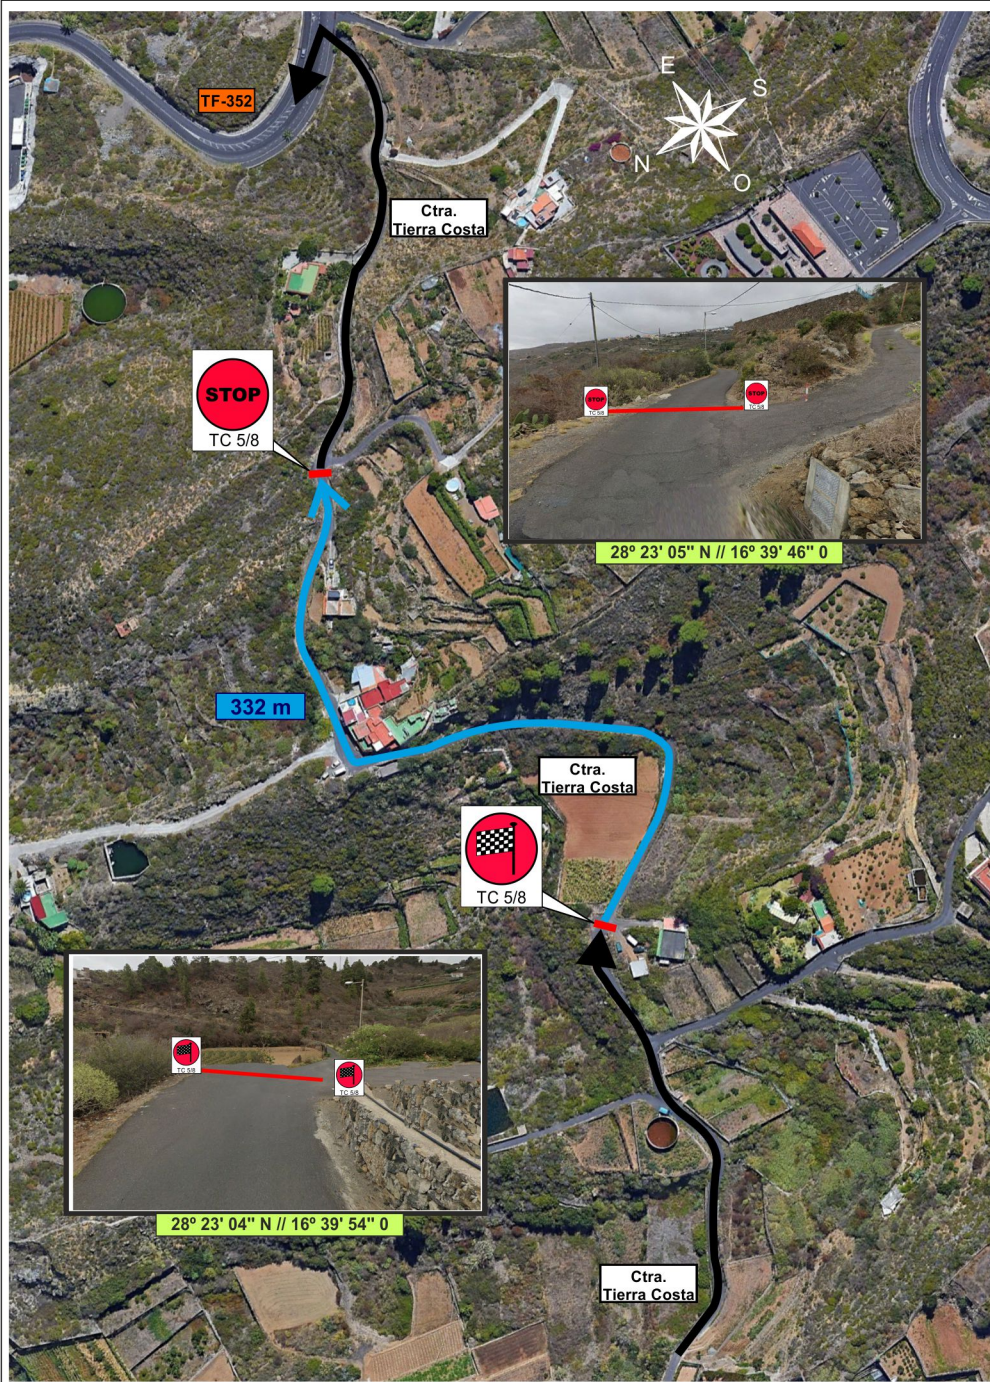 E
S
TF-352
N
O
Ctra.
Tierra Costa
STOP
TC 5/8
STOP
TC 5/8
STOP
TC 5/8
28º 23' 05" N // 16º 39' 46" 0
332 m
Ctra.
Tierra Costa
TC 5/8
TC 5/8
TC 5/8
28º 23' 04" N // 16º 39' 54" 0
Ctra.
Tierra Costa